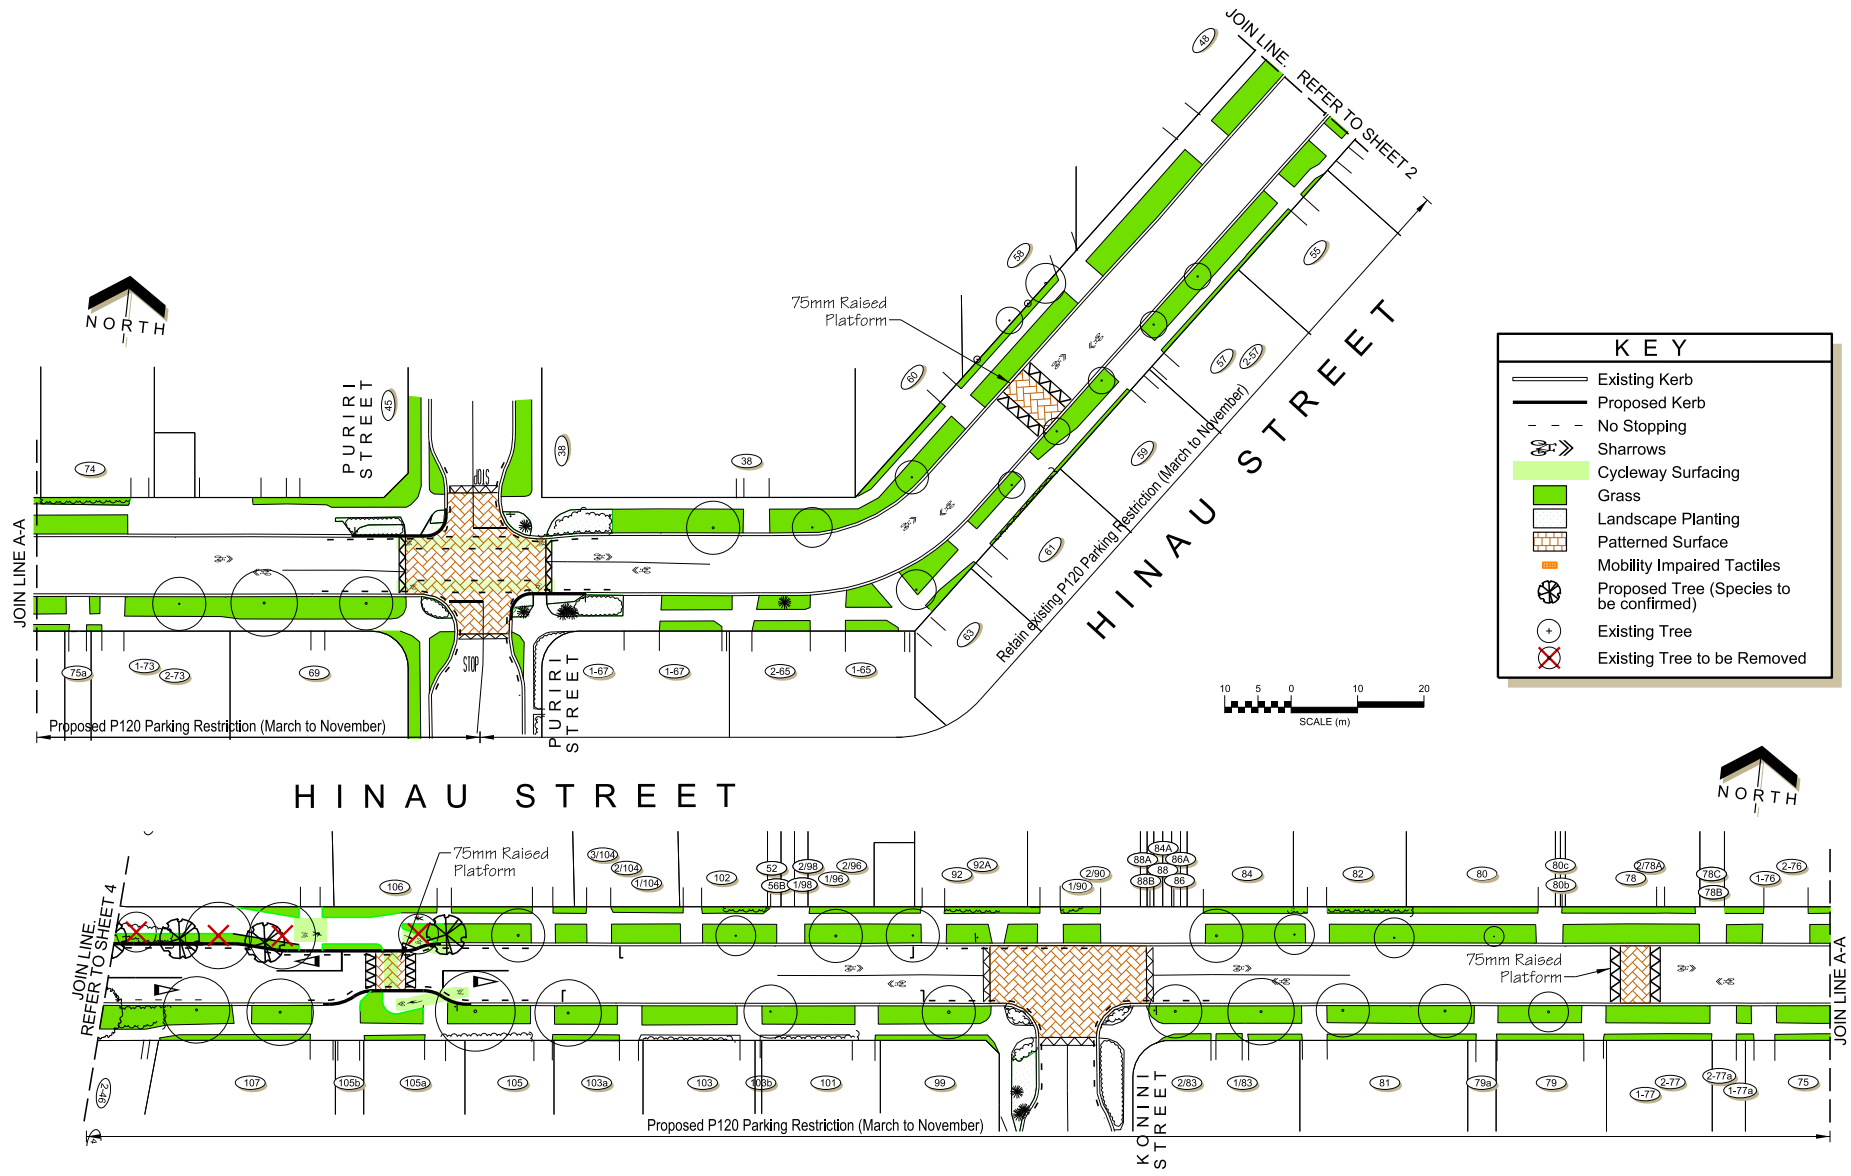 48
JOIN LINE. REFER TO SHEET 2
58
55
75mm Raised
Platform
NORTH
PURIRI
STREET
45
38
38
60
57
2-57
59
61
63
Retain existing P120 Parking Restriction (March to November)
HINAU STREET
74
STOP
JOIN LINE A-A
75a
1-73
2-73
69
STOP
PURIRI
STREET
1-67
1-67
2-65
1-65
Proposed P120 Parking Restriction (March to November)
KEY
Existing Kerb
Proposed Kerb
No Stopping
Sharrows
Cycleway Surfacing
Grass
Landscape Planting
Patterned Surface
Mobility Impaired Tactiles
Proposed Tree (Species to
be confirmed)
Existing Tree
Existing Tree to be Removed
10 5 0 10 20
SCALE (m)
HINAU STREET
NORTH
JOIN LINE.
REFER TO SHEET 4
106
75mm Raised
Platform
3/104
2/104
1/104
102
52
56B
2/98
1/98
2/96
1/96
92
92A
2/90
1/90
84A
88A
86A
88
88B
86
84
82
80
80c
80b
2/78A
78
78C
78B
2-76
1-76
75mm Raised
Platform
JOIN LINE A-A
2-46
107
105b
105a
105
103a
103
103b
101
99
KONINI
STREET
2/83
1/83
81
79a
79
2-77
1-77
2-77a
1-77a
75
Proposed P120 Parking Restriction (March to November)